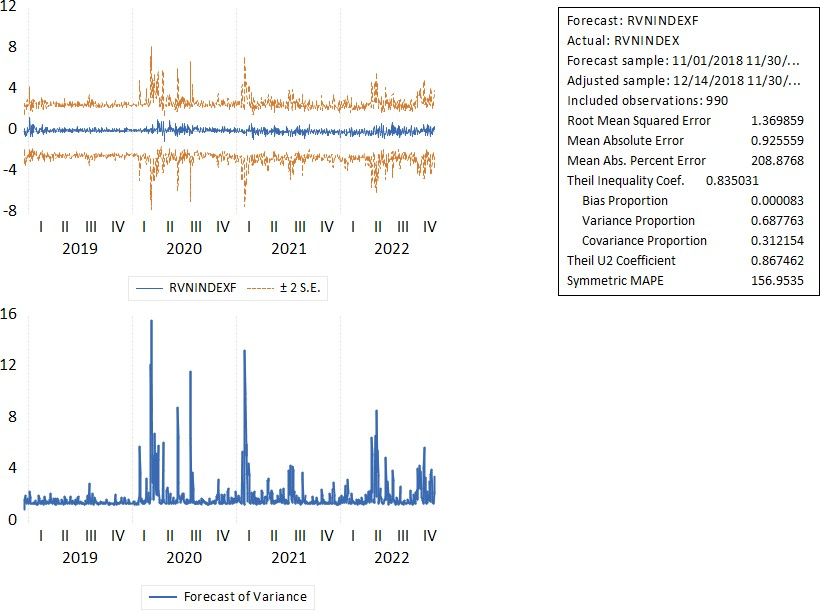 12
8
4
0
-4
-8
I II III IV I II III IV I II III IV I II III IV
2019 2020 2021 2022
RVNINDEXF ± 2 S.E.
Forecast: RVNINDEXF
Actual: RVNINDEX
Forecast sample: 11/01/2018 11/30/...
Adjusted sample: 12/14/2018 11/30/...
Included observations: 990
Root Mean Squared Error 1.369859
Mean Absolute Error 0.925559
Mean Abs. Percent Error 208.8768
Theil Inequality Coef. 0.835031
Bias Proportion 0.000083
Variance Proportion 0.687763
Covariance Proportion 0.312154
Theil U2 Coefficient 0.867462
Symmetric MAPE 156.9535
16
12
8
4
0
I II III IV I II III IV I II III IV I II III IV
2019 2020 2021 2022
Forecast of Variance